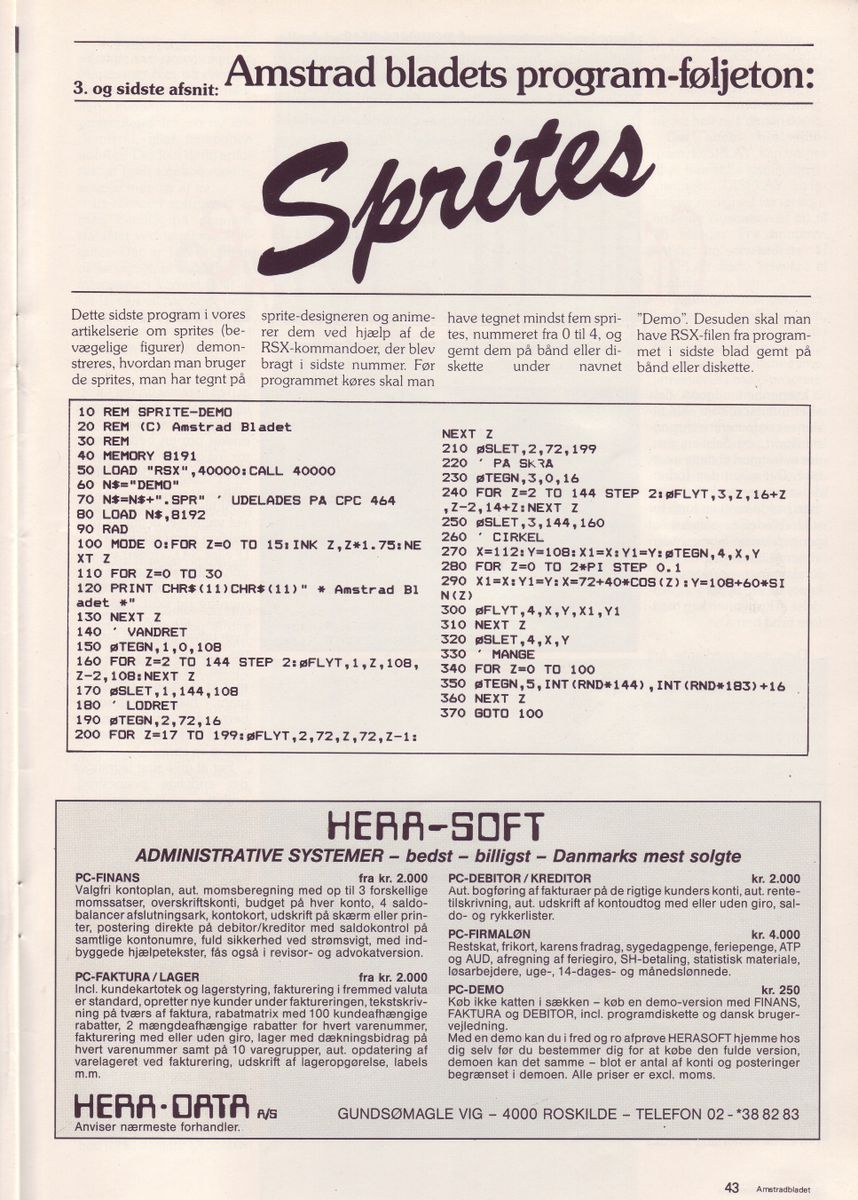 3. og sidste afsnit: Amstrad bladets program-føljeton:
Sprites
Dette sidste program i vores
artikelserie om sprites (be-
vægelige figurer) demon-
streres, hvordan man bruger
de sprites, man har tegnt på
sprite-designeren og anime-
rer dem ved hjælp af de
RSX-kommandoer, der blev
bragt i sidste nummer. Før
programmet køres skal man
have tegnet mindst fem spri-
tes, nummeret fra 0 til 4, og
gemt dem på bånd eller di-
skette under navnet
"Demo". Desuden skal man
have RSX-filen fra program-
met i sidste blad gemt på
bånd eller diskette.
10 REM SPRITE-DEMO
20 REM (C) Amstrad Bladet
30 REM
40 MEMORY 8191
50 LOAD "RSX",40000:CALL 40000
60 N$="DEMO"
70 N$=N$+".SPR" ' UDELADES PA CPC 464
80 LOAD N$,8192
90 RAD
100 MODE 0:FOR Z=0 TO 15:INK Z,Z*1.75:NE
XT Z
110 FOR Z=0 TO 30
120 PRINT CHR$(11)CHR$(11)" * Amstrad Bl
adet *"
130 NEXT Z
140 ' VANDRET
150 øTEGN,1,0,108
160 FOR Z=2 TO 144 STEP 2:øFLYT,1,Z,108,
Z-2,108:NEXT Z
170 øSLET,1,144,108
180 ' LODRET
190 øTEGN,2,72,16
200 FOR Z=17 TO 199:øFLYT,2,72,Z,72,Z-1:
NEXT Z
210 øSLET,2,72,199
220 ' PA SKRA
230 øTEGN,3,0,16
240 FOR Z=2 TO 144 STEP 2:øFLYT,3,Z,16+Z
,Z-2,14+Z:NEXT Z
250 øSLET,3,144,160
260 ' CIRKEL
270 X=112:Y=108:X1=X:Y1=Y:øTEGN,4,X,Y
280 FOR Z=0 TO 2*PI STEP 0.1
290 X1=X:Y1=Y:X=72+40*COS(Z):Y=108+60*SI
N(Z)
300 øFLYT,4,X,Y,X1,Y1
310 NEXT Z
320 øSLET,4,X,Y
330 ' MANGE
340 FOR Z=0 TO 100
350 øTEGN,5,INT(RND*144),INT(RND*183)+16
360 NEXT Z
370 GOTO 100
HERA-SOFT
ADMINISTRATIVE SYSTEMER – bedst – billigst – Danmarks mest solgte
PC-FINANS fra kr. 2.000
Valgfri kontoplan, aut. momsberegning med op til 3 forskellige
momssatser, overskriftskonti, budget på hver konto, 4 saldo-
balancer afslutningsark, kontokort, udskrift på skærm eller prin-
ter, postering direkte på debitor/kreditor med saldokontrol på
samtlige kontonumre, fuld sikkerhed ved strømsvigt, med ind-
byggede hjælpetekster, fås også i revisor- og advokatversion.
PC-FAKTURA / LAGER fra kr. 2.000
Incl. kundekartotek og lagerstyring, fakturering i fremmed valuta
er standard, opretter nye kunder under faktureringen, tekstskriv-
ning på tværs af faktura, rabatmatrix med 100 kundeafhængige
rabatter, 2 mængdeafhængige rabatter for hvert varenummer,
fakturering med eller uden giro, lager med dækningsbidrag på
hvert varenummer samt på 10 varegrupper, aut. opdatering af
varelageret ved fakturering, udskrift af lageropgørelse, labels
m.m.
PC-DEBITOR / KREDITOR kr. 2.000
Aut. bogføring af fakturaer på de rigtige kunders konti, aut. rente-
tilskrivning, aut. udskrift af kontoudtog med eller uden giro, sal-
do- og rykkerlister.
PC-FIRMALØN kr. 4.000
Restskat, frikort, karens fradrag, sygedagpenge, feriepenge, ATP
og AUD, afregning af feriegiro, SH-betaling, statistisk materiale,
løsarbejdere, uge-, 14-dages- og månedslønnede.
PC-DEMO kr. 250
Køb ikke katten i sækken – køb en demo-version med FINANS,
FAKTURA og DEBITOR, incl. programdiskette og dansk bruger-
vejledning.
Med en demo kan du i fred og ro afprøve HERASOFT hjemme hos
dig selv før du bestemmer dig for at købe den fulde version,
demoen kan det samme – blot er antal af konti og posteringer
begrænset i demoen. Alle priser er excl. moms.
HERA·DATA A/S GUNDSØMAGLE VIG – 4000 ROSKILDE – TELEFON 02 - *38 82 83
Anviser nærmeste forhandler.
43 Amstradbladet